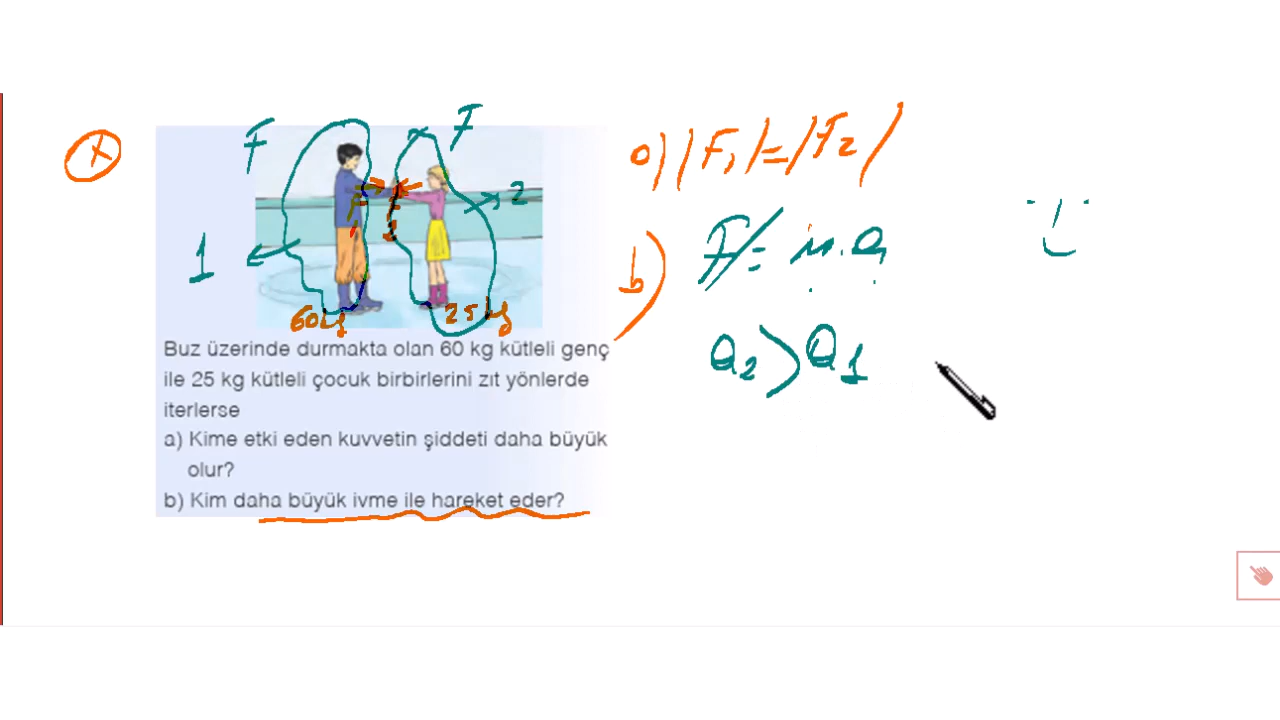 F
F
1
2
60kg
25 kg
Buz üzerinde durmakta olan 60 kg kütleli genç
ile 25 kg kütleli çocuk birbirlerini zıt yönlerde
iterlerse
a) Kime etki eden kuvvetin şiddeti daha büyük
olur?
b) Kim daha büyük ivme ile hareket eder?
a) |F₁| = |F₂|
b) F = m.a
a₂ > a₁